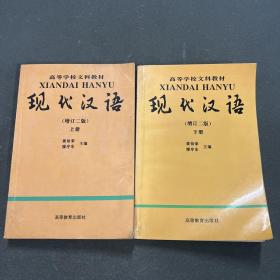 高等学校文科教材
XIANDAI HANYU
现代汉语
(增订二版)
上册
黄伯荣
廖序东
主编
高等教育出版社
高等学校文科教材
XIANDAI HANYU
现代汉语
(增订二版)
下册
黄伯荣
廖序东
主编
高等教育出版社